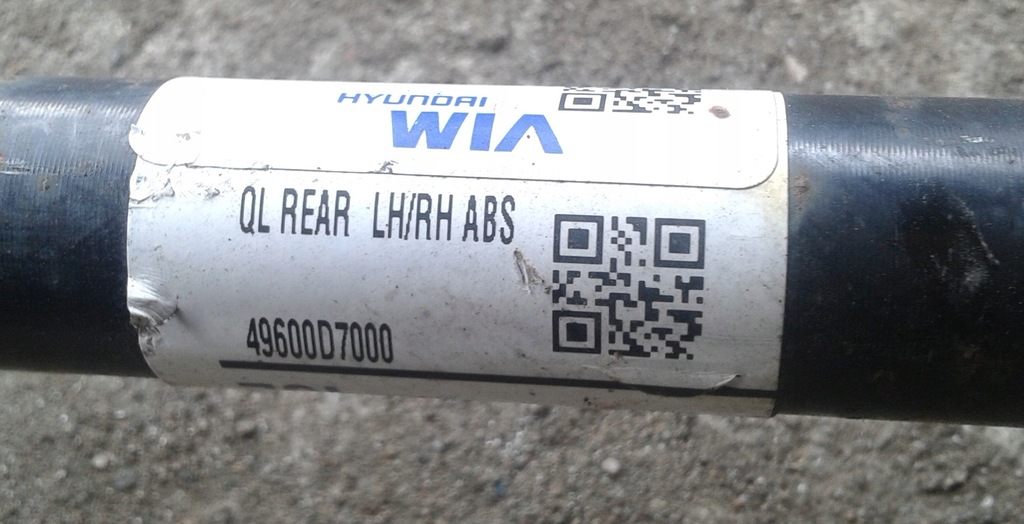 HYUNDAI
WIA
QL REAR LH/RH ABS
49600D7000